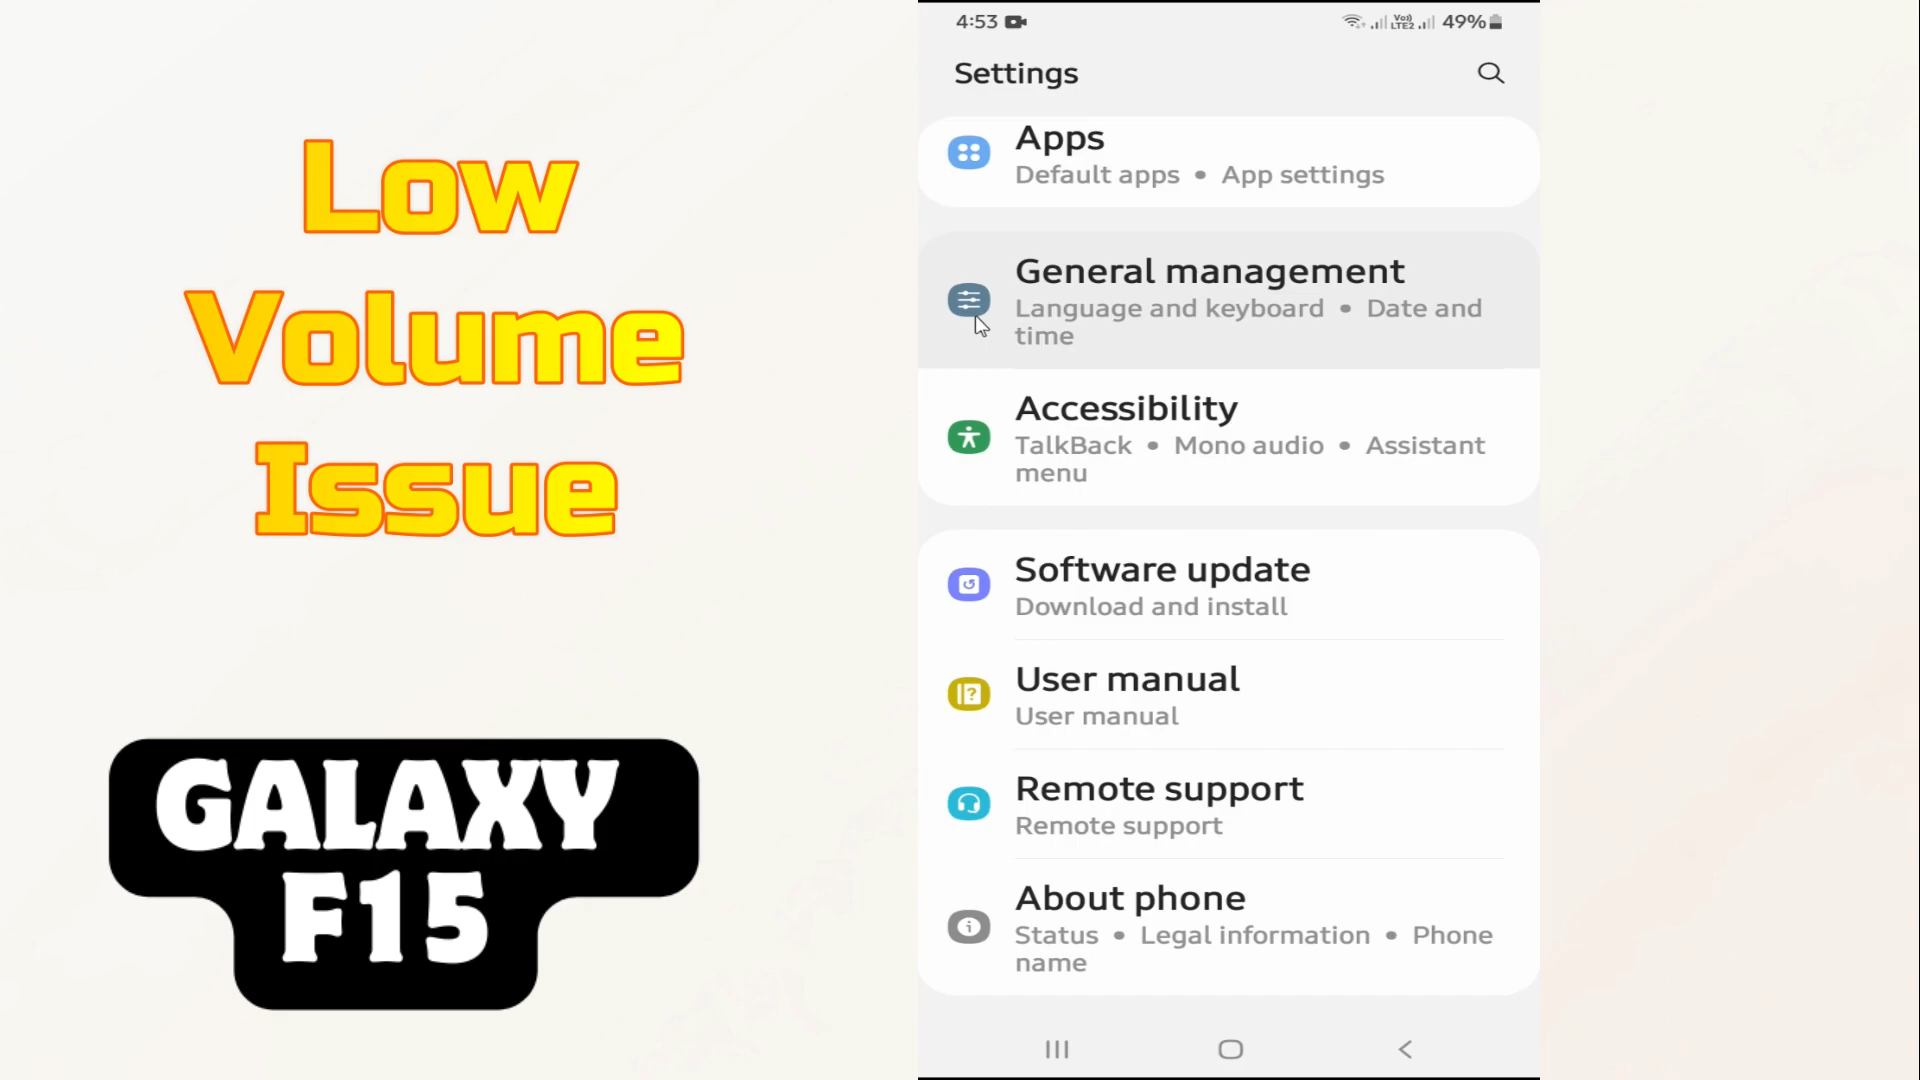 Low
Volume
Issue
GALAXY
F15
4:53
Vo))
LTE2
49%
Settings
Apps
Default apps • App settings
General management
Language and keyboard • Date and
time
Accessibility
TalkBack • Mono audio • Assistant
menu
Software update
Download and install
User manual
User manual
Remote support
Remote support
About phone
Status • Legal information • Phone
name